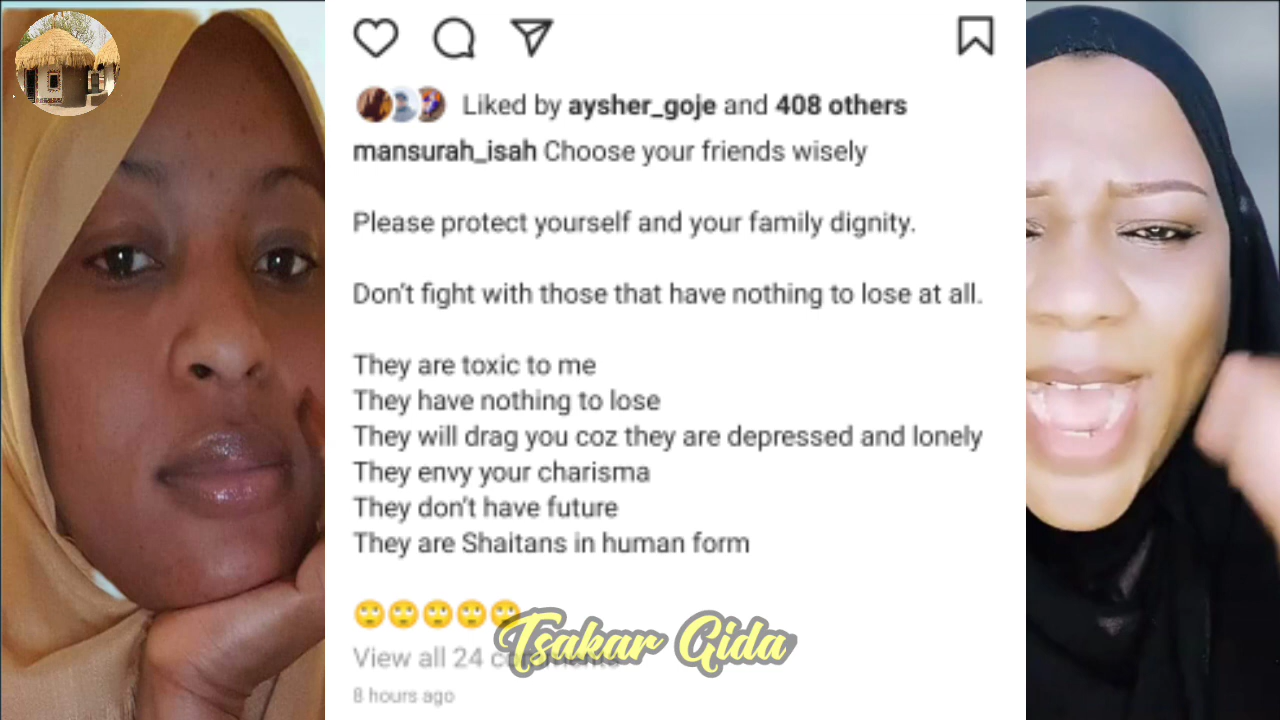 Liked by aysher_goje and 408 others
mansurah_isah Choose your friends wisely
Please protect yourself and your family dignity.
Don't fight with those that have nothing to lose at all.
They are toxic to me
They have nothing to lose
They will drag you coz they are depressed and lonely
They envy your charisma
They don't have future
They are Shaitans in human form
🙄🙄🙄🙄🙄
Tsakar Gida
View all 24 comments
8 hours ago